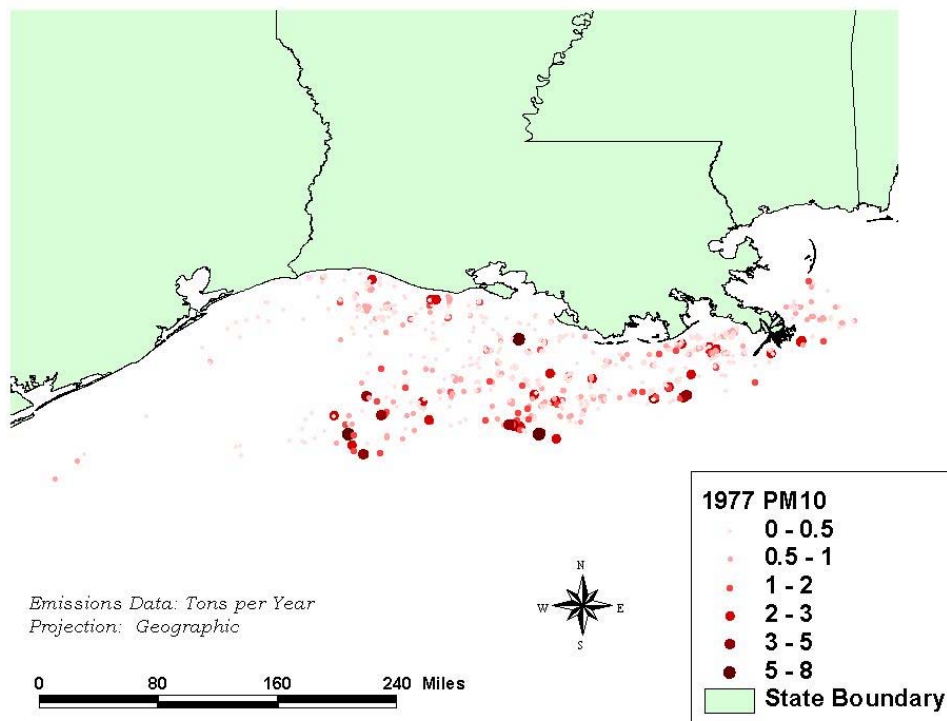 N
W E
S
Emissions Data: Tons per Year
Projection: Geographic
0 80 160 240 Miles
1977 PM10
0 - 0.5
0.5 - 1
1 - 2
2 - 3
3 - 5
5 - 8
State Boundary